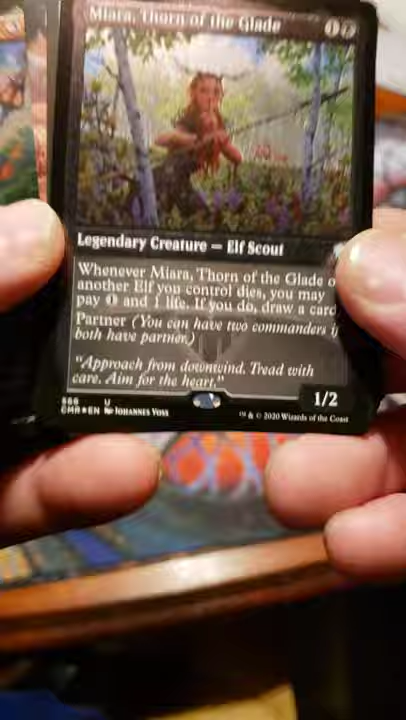 Miara, Thorn of the Glade
Legendary Creature — Elf Scout
Whenever Miara, Thorn of the Glade o
another Elf you control dies, you may
pay 1 and 1 life. If you do, draw a card
Partner (You can have two commanders i
both have partner.)
"Approach from downwind. Tread with
care. Aim for the heart."
1/2
U
CMR★EN Johannes Voss
™ & © 2020 Wizards of the Coast